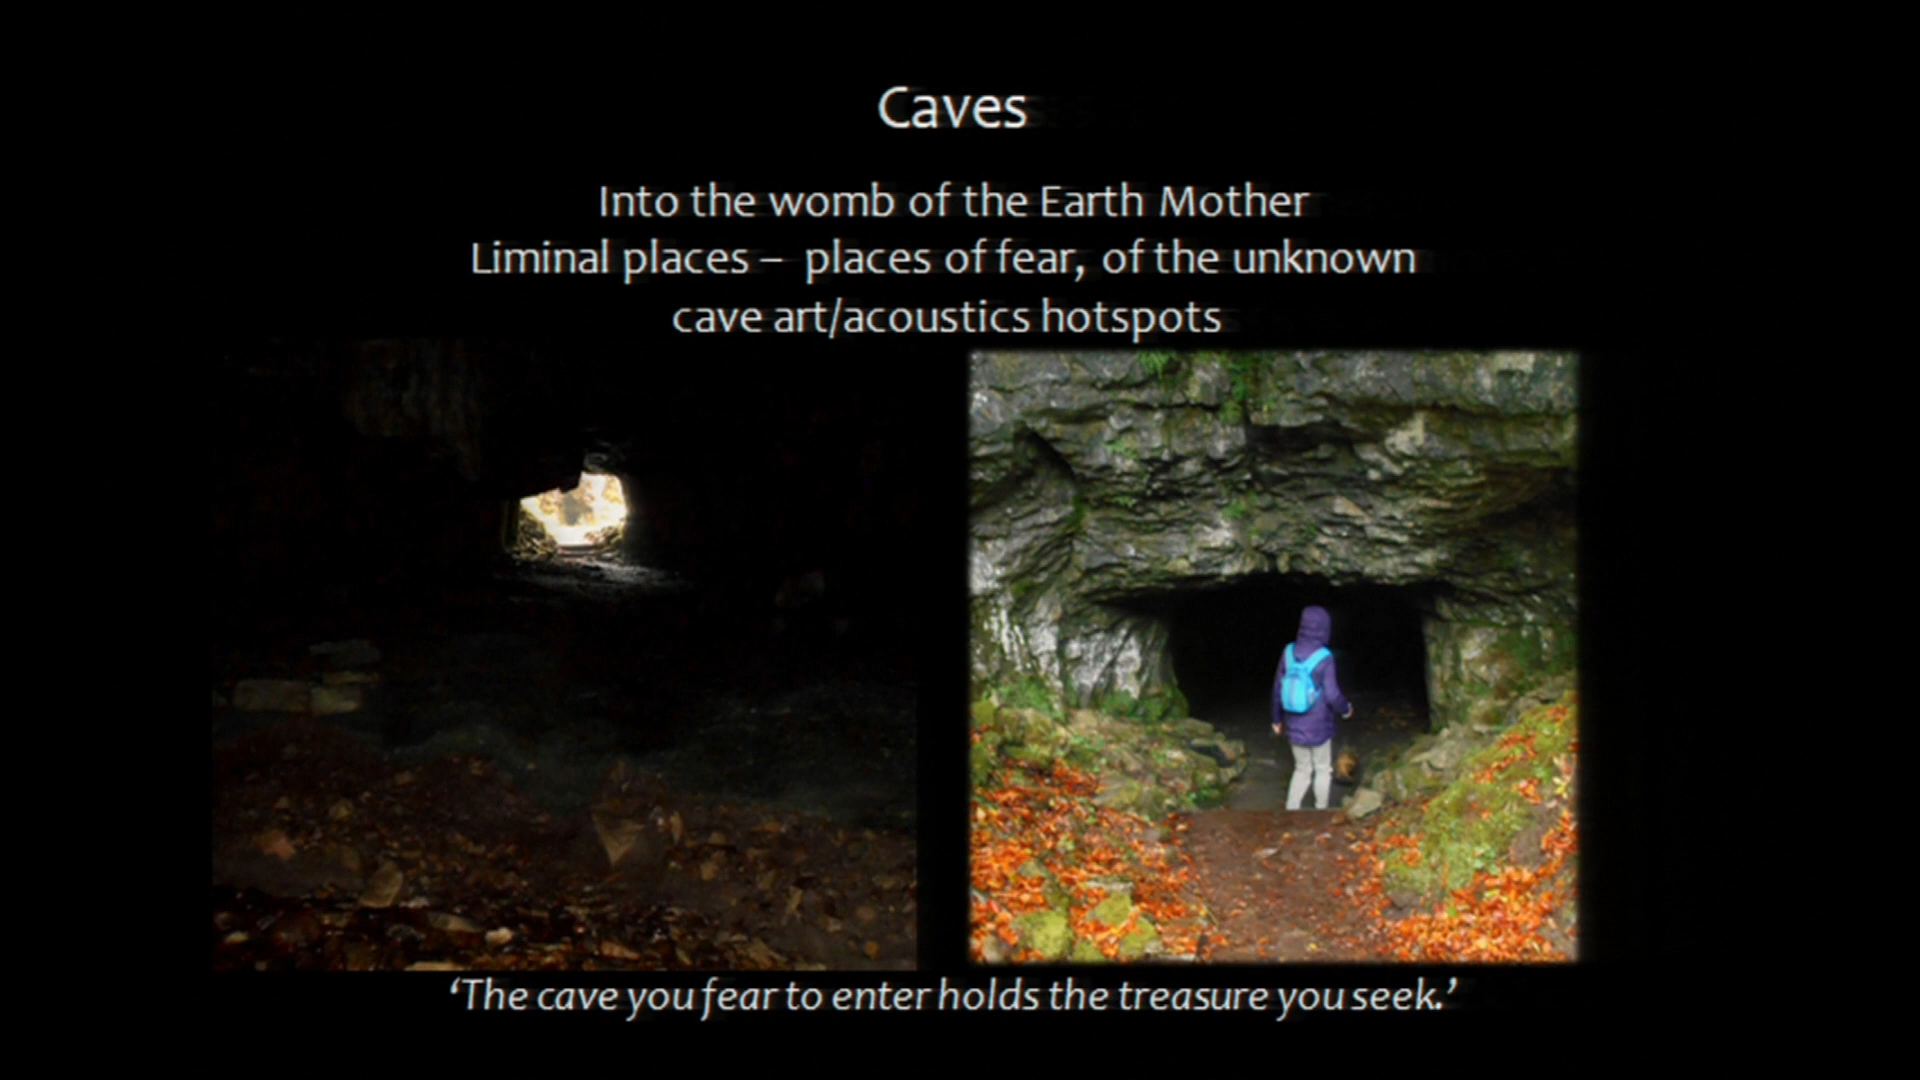 Caves
Into the womb of the Earth Mother
Liminal places – places of fear, of the unknown
cave art/acoustics hotspots
‘The cave you fear to enter holds the treasure you seek.’